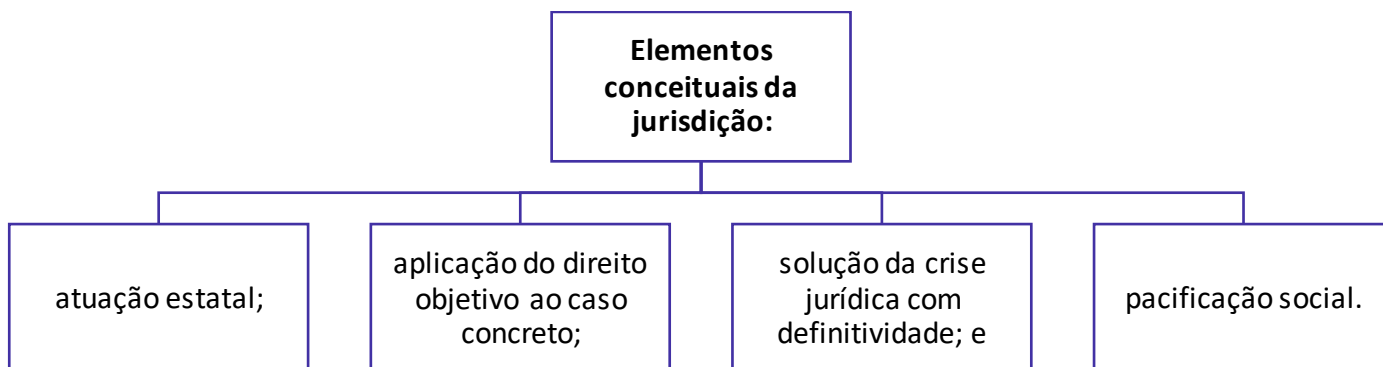 Elementos
conceituais da
jurisdição:
atuação estatal;
aplicação do direito
objetivo ao caso
concreto;
solução da crise
jurídica com
definitividade; e
pacificação social.